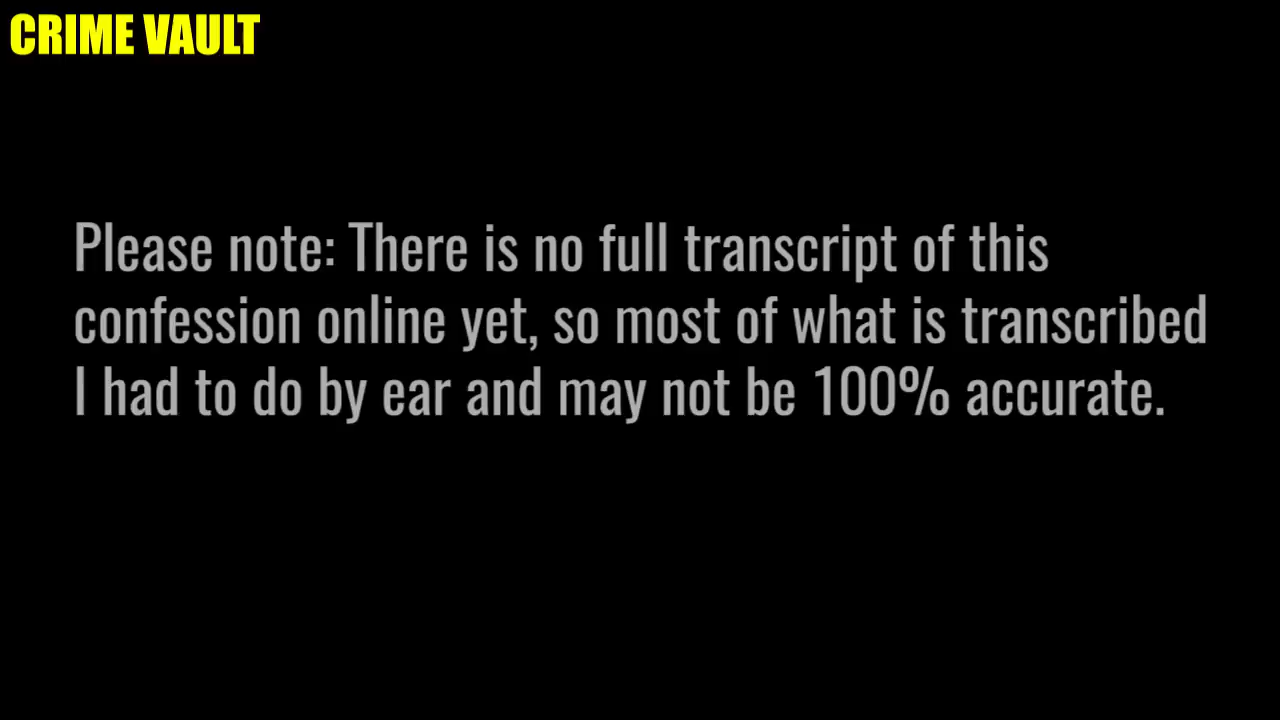 CRIME VAULT
Please note: There is no full transcript of this
confession online yet, so most of what is transcribed
I had to do by ear and may not be 100% accurate.